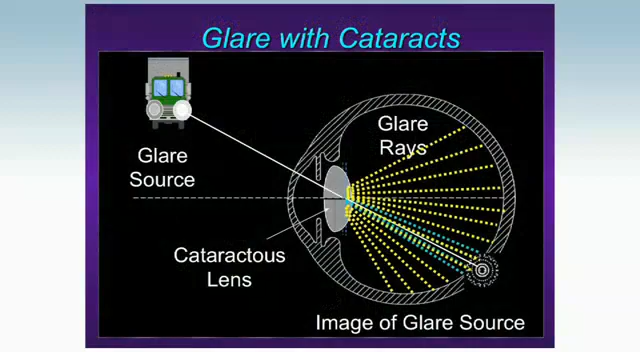 Glare with Cataracts
Glare
Rays
Glare
Source
Cataractous
Lens
Image of Glare Source